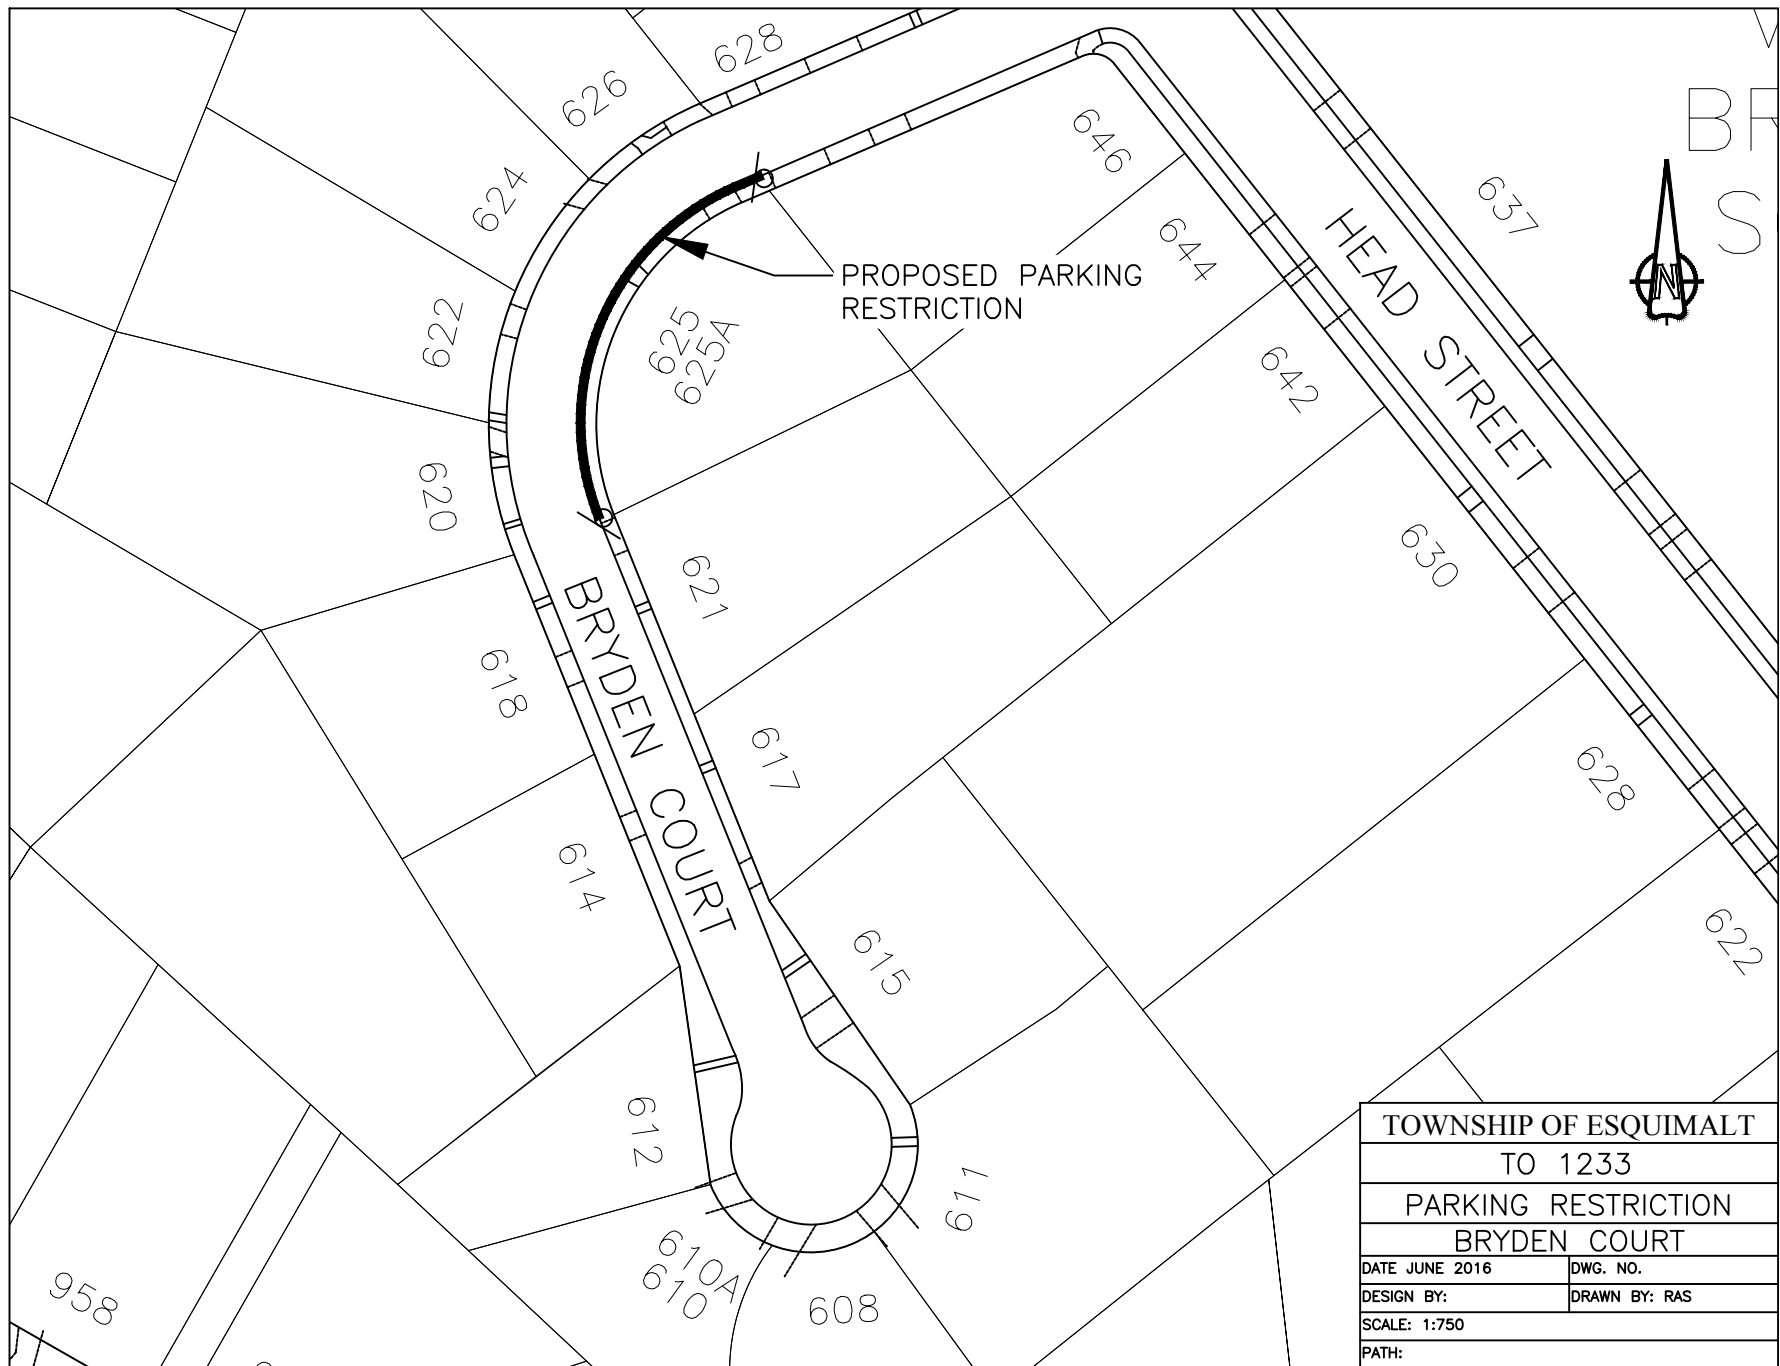 628
626
624
622
620
618
614
612
610A
610
608
611
615
617
621
625
625A
646
644
642
630
628
622
637
958
PROPOSED PARKING
RESTRICTION
HEAD STREET
BRYDEN COURT
BR
S
N
TOWNSHIP OF ESQUIMALT
TO 1233
PARKING RESTRICTION
BRYDEN COURT
DATE JUNE 2016
DWG. NO.
DESIGN BY:
DRAWN BY: RAS
SCALE: 1:750
PATH: